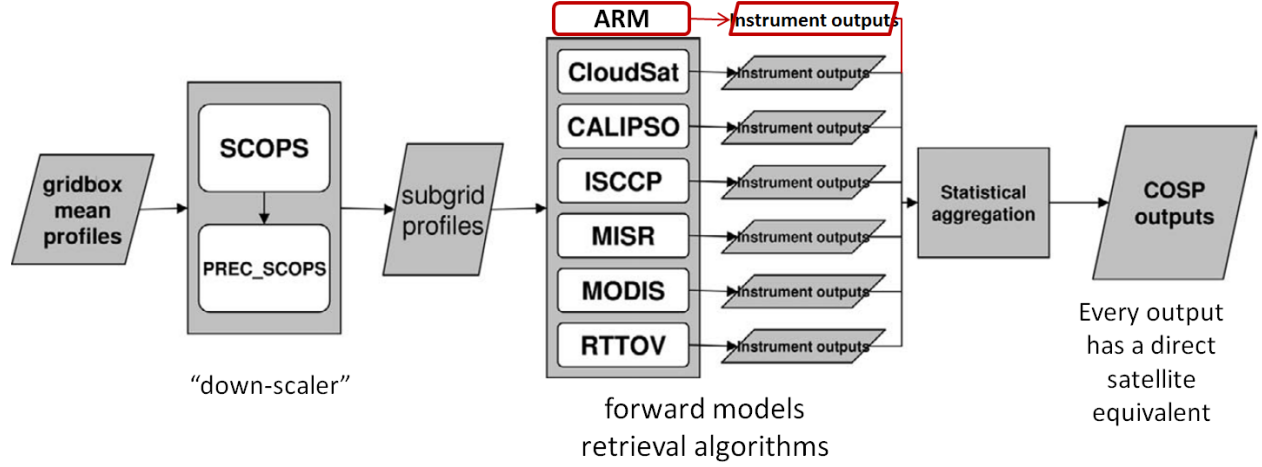 ARM
Instrument outputs
CloudSat
Instrument outputs
CALIPSO
Instrument outputs
ISCCP
Instrument outputs
MISR
Instrument outputs
MODIS
Instrument outputs
RTTOV
Instrument outputs
gridbox
mean
profiles
SCOPS
PREC_SCOPS
“down-scaler”
subgrid
profiles
forward models
retrieval algorithms
Statistical
aggregation
COSP
outputs
Every output
has a direct
satellite
equivalent